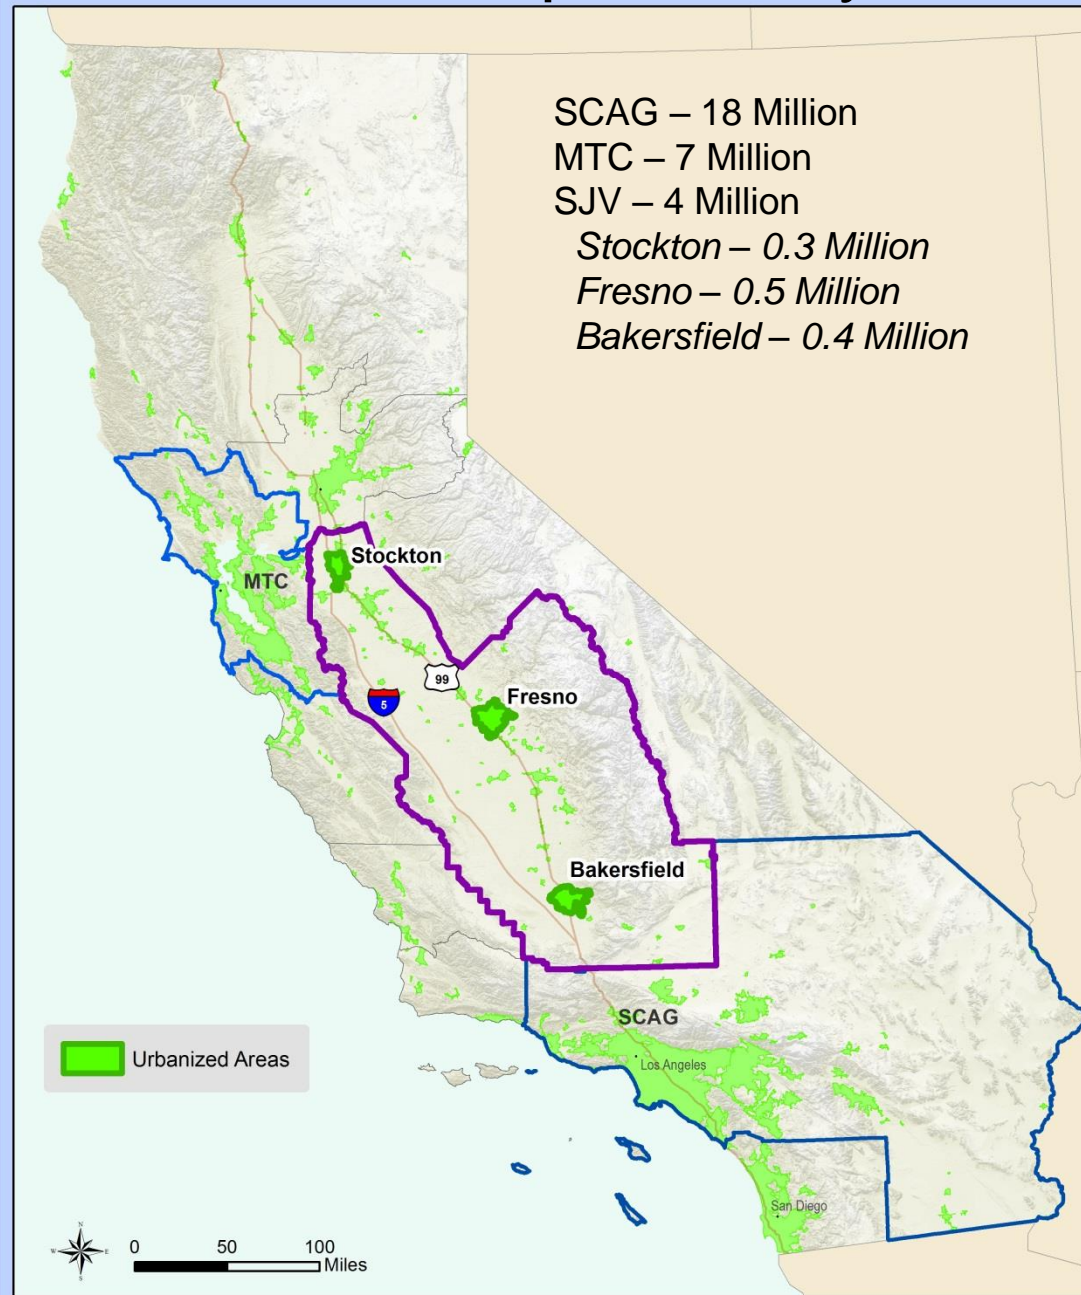 SCAG – 18 Million
MTC – 7 Million
SJV – 4 Million
Stockton – 0.3 Million
Fresno – 0.5 Million
Bakersfield – 0.4 Million
Stockton
MTC
99
5
Fresno
Bakersfield
SCAG
Los Angeles
Urbanized Areas
San Diego
N
W E
S
0 50 100
Miles